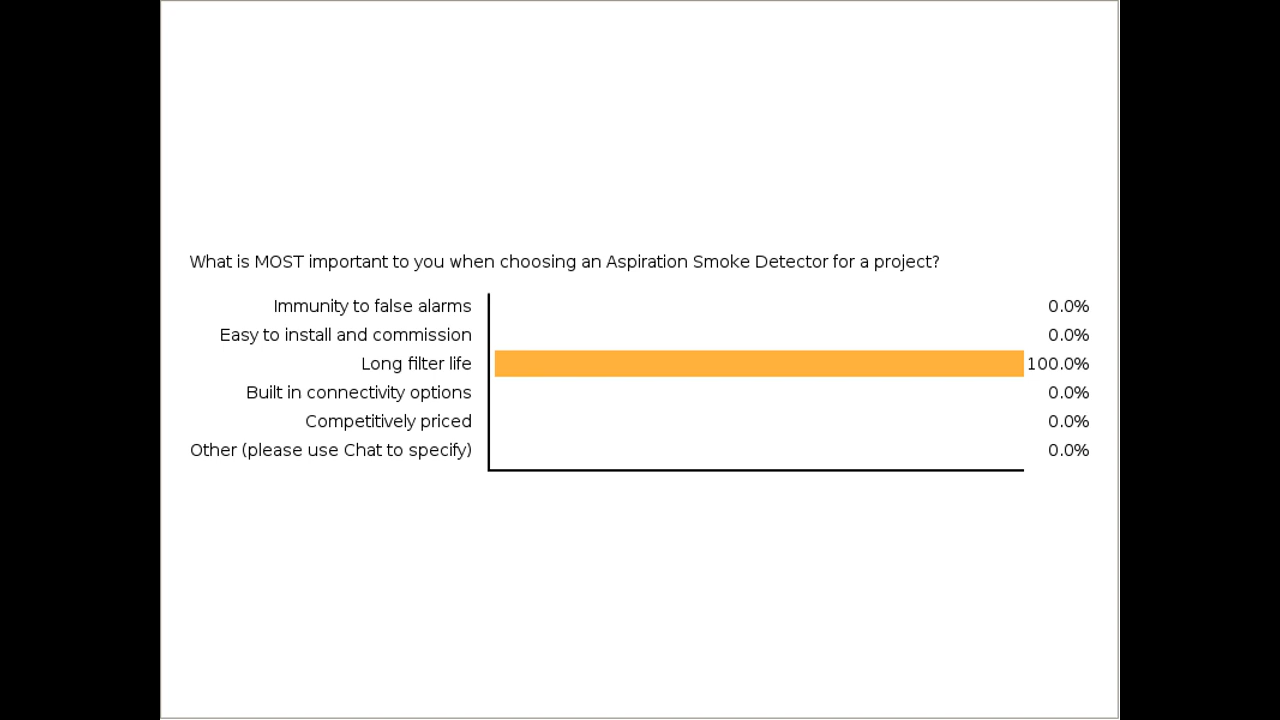 What is MOST important to you when choosing an Aspiration Smoke Detector for a project?
Immunity to false alarms 0.0%
Easy to install and commission 0.0%
Long filter life 100.0%
Built in connectivity options 0.0%
Competitively priced 0.0%
Other (please use Chat to specify) 0.0%